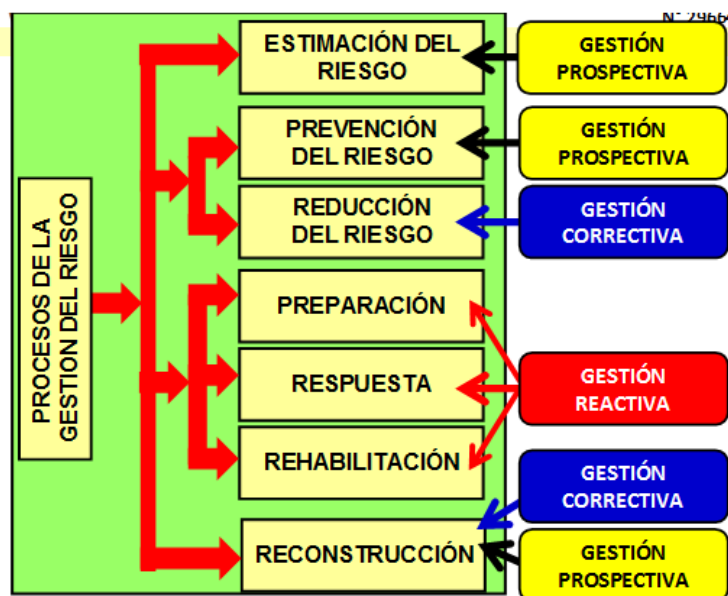 N° 29664
ESTIMACIÓN DEL
RIESGO
GESTIÓN
PROSPECTIVA
PREVENCIÓN
DEL RIESGO
GESTIÓN
PROSPECTIVA
REDUCCIÓN
DEL RIESGO
GESTIÓN
CORRECTIVA
PROCESOS DE LA
GESTION DEL RIESGO
PREPARACIÓN
RESPUESTA
GESTIÓN
REACTIVA
REHABILITACIÓN
GESTIÓN
CORRECTIVA
RECONSTRUCCIÓN
GESTIÓN
PROSPECTIVA